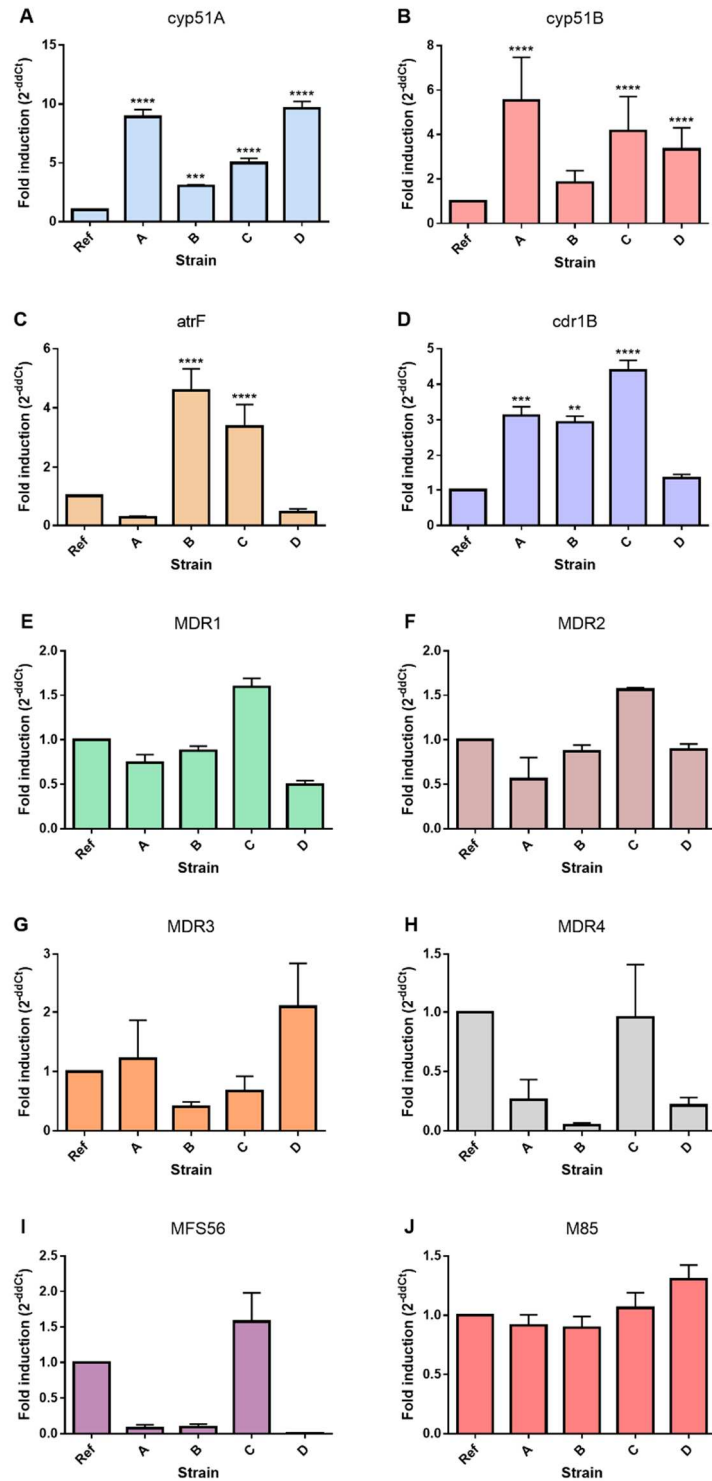 A cyp51A
Fold induction (2^-ddCt)
15
10
5
0
****
***
****
****
Ref A B C D
Strain
B cyp51B
Fold induction (2^-ddCt)
8
6
4
2
0
****
****
****
Ref A B C D
Strain
C atrF
Fold induction (2^-ddCt)
6
4
2
0
****
****
Ref A B C D
Strain
D cdr1B
Fold induction (2^-ddCt)
5
4
3
2
1
0
***
**
****
Ref A B C D
Strain
E MDR1
Fold induction (2^-ddCt)
2.0
1.5
1.0
0.5
0.0
Ref A B C D
Strain
F MDR2
Fold induction (2^-ddCt)
2.0
1.5
1.0
0.5
0.0
Ref A B C D
Strain
G MDR3
Fold induction (2^-ddCt)
3
2
1
0
Ref A B C D
Strain
H MDR4
Fold induction (2^-ddCt)
1.5
1.0
0.5
0.0
Ref A B C D
Strain
I MFS56
Fold induction (2^-ddCt)
2.5
2.0
1.5
1.0
0.5
0.0
Ref A B C D
Strain
J M85
Fold induction (2^-ddCt)
1.5
1.0
0.5
0.0
Ref A B C D
Strain